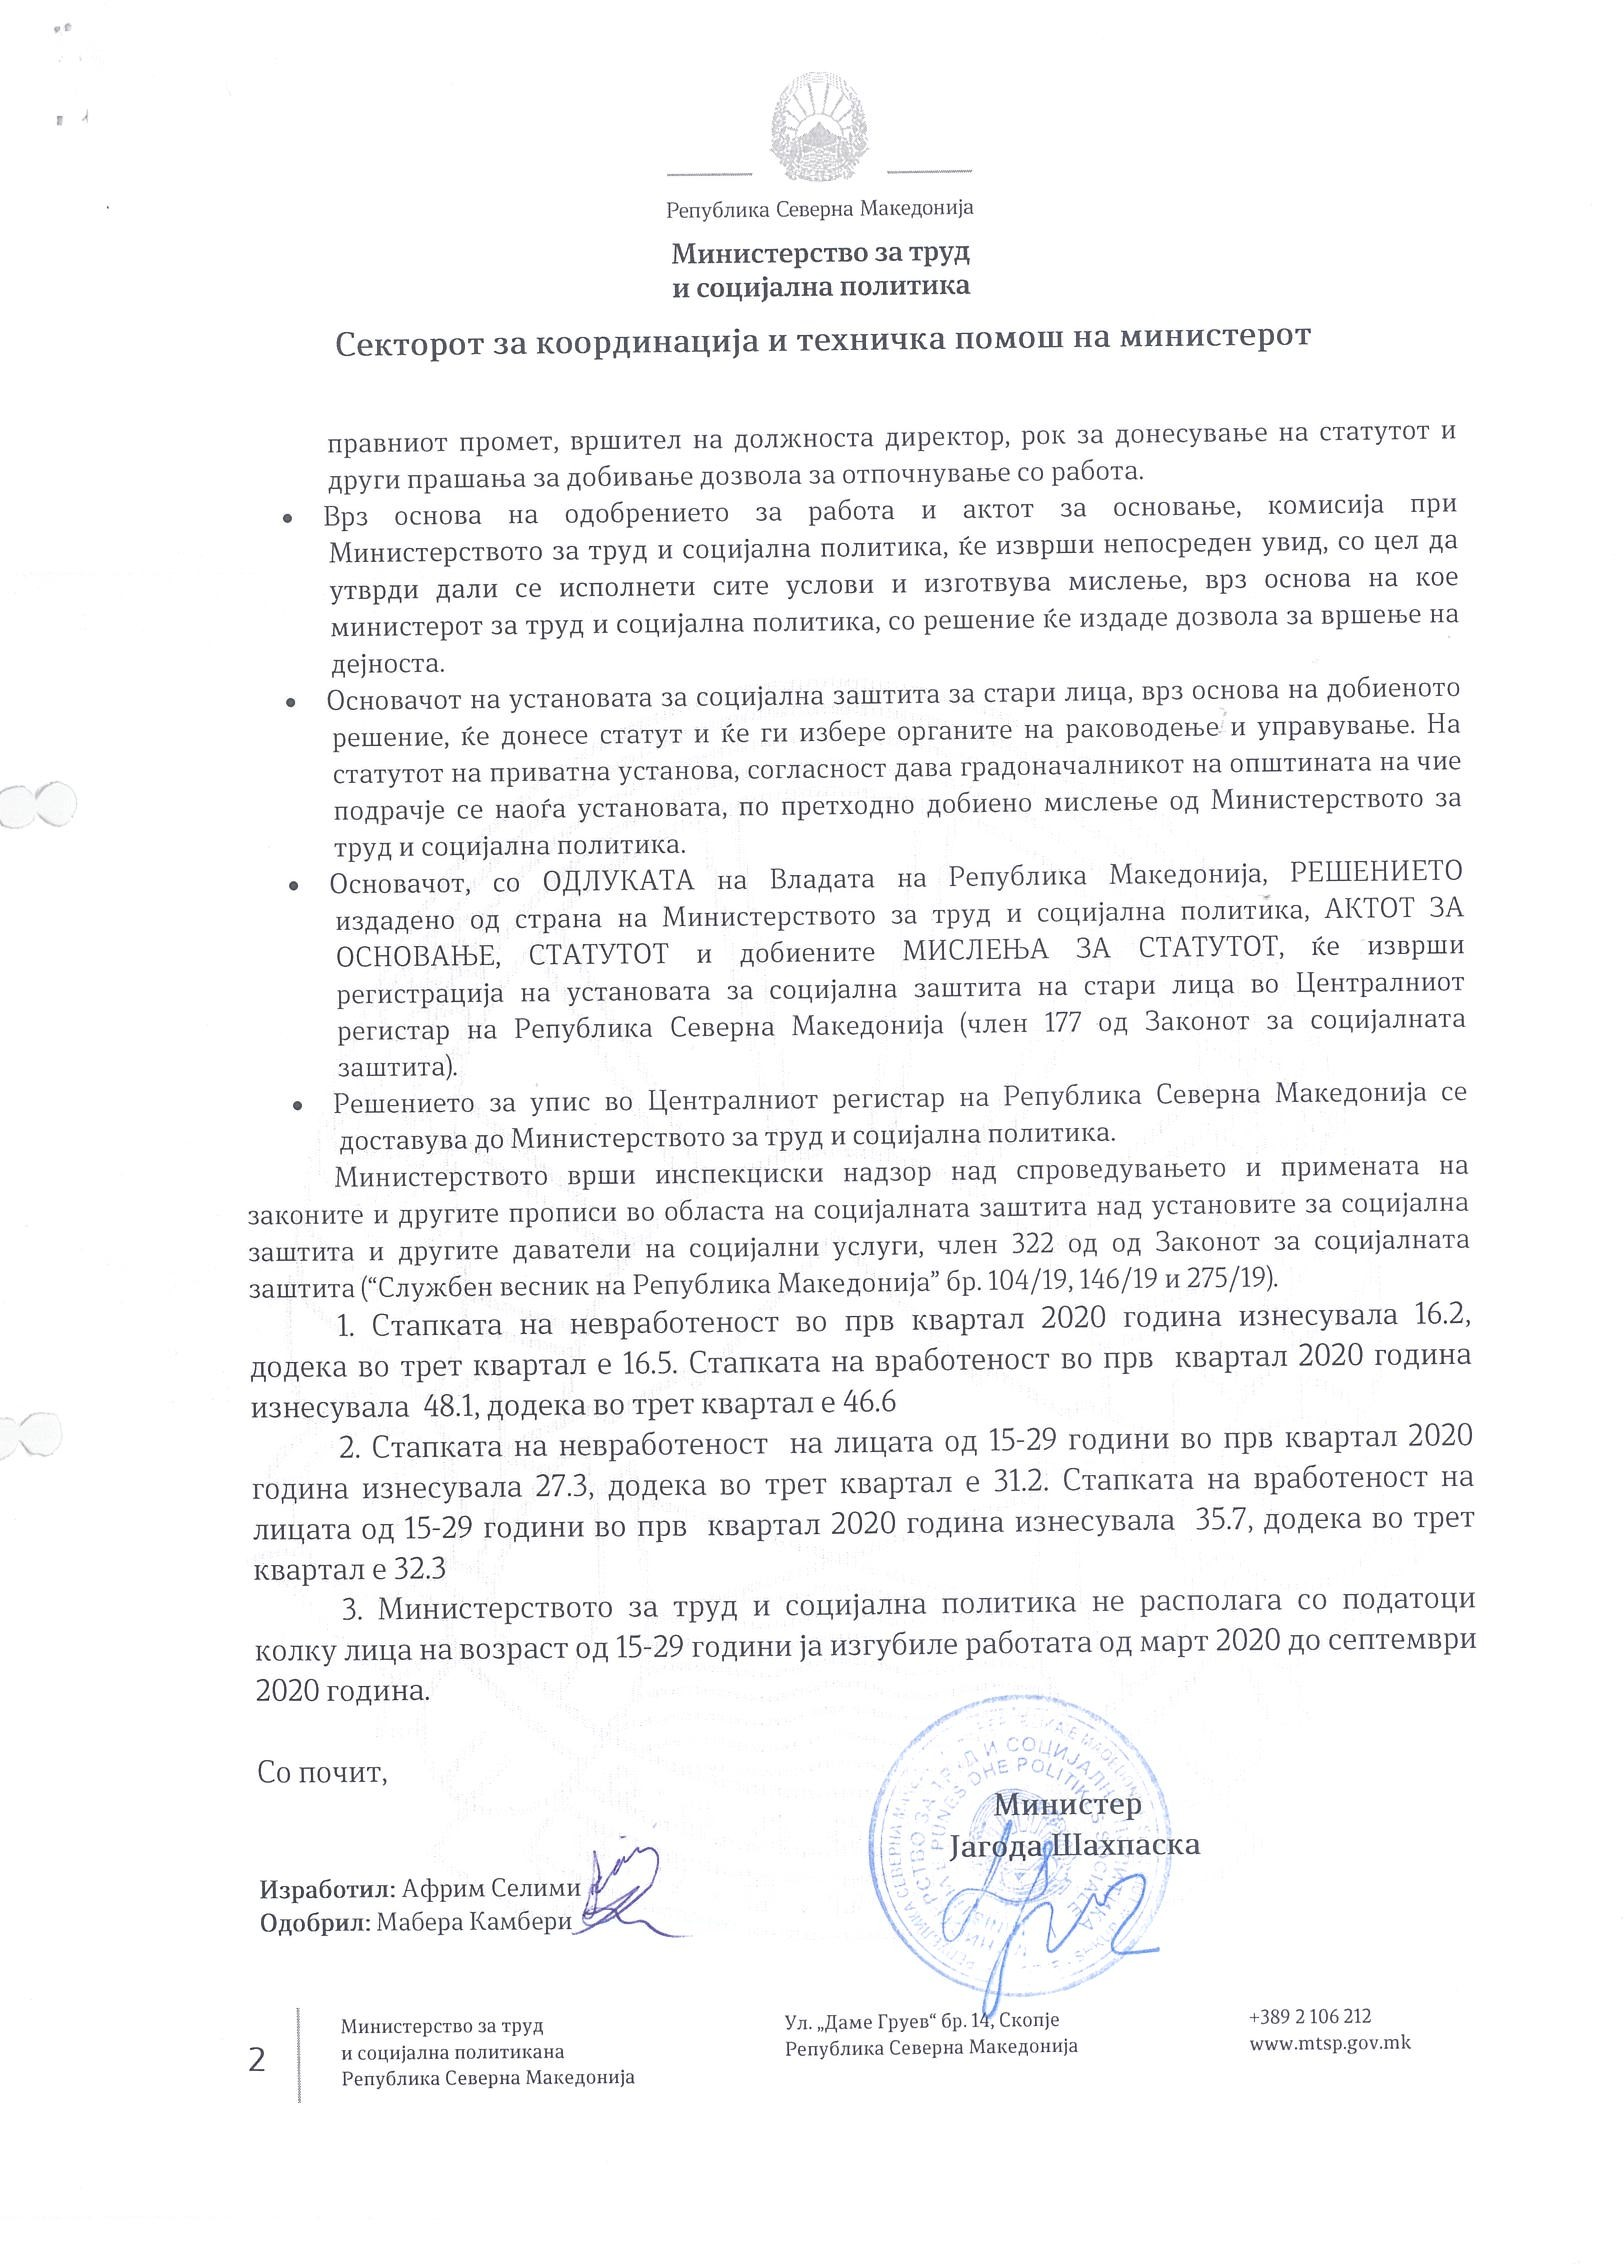 Република Северна Македонија
Министерство за труд
и социјална политика
Секторот за координација и техничка помош на министерот
правниот промет, вршител на должноста директор, рок за донесување на статутот и
други прашања за добивање дозвола за отпочнување со работа.
• Врз основа на одобрението за работа и актот за основање, комисија при
Министерството за труд и социјална политика, ќе изврши непосреден увид, со цел да
утврди дали се исполнети сите услови и изготвува мислење, врз основа на кое
министерот за труд и социјална политика, со решение ќе издаде дозвола за вршење на
дејноста.
• Основачот на установата за социјална заштита за стари лица, врз основа на добиеното
решение, ќе донесе статут и ќе ги избере органите на раководење и управување. На
статутот на приватна установа, согласност дава градоначалникот на општината на чие
подрачје се наоѓа установата, по претходно добиено мислење од Министерството за
труд и социјална политика.
• Основачот, со ОДЛУКАТА на Владата на Република Македонија, РЕШЕНИЕТО
издадено од страна на Министерството за труд и социјална политика, АКТОТ ЗА
ОСНОВАЊЕ, СТАТУТОТ и добиените МИСЛЕЊА ЗА СТАТУТОТ, ќе изврши
регистрација на установата за социјална заштита на стари лица во Централниот
регистар на Република Северна Македонија (член 177 од Законот за социјалната
заштита).
• Решението за упис во Централниот регистар на Република Северна Македонија се
доставува до Министерството за труд и социјална политика.
Министерството врши инспекциски надзор над спроведувањето и примената на
законите и другите прописи во областа на социјалната заштита над установите за социјална
заштита и другите даватели на социјални услуги, член 322 од од Законот за социјалната
заштита (“Службен весник на Република Македонија” бр. 104/19, 146/19 и 275/19).
1. Стапката на невработеност во прв квартал 2020 година изнесувала 16.2,
додека во трет квартал е 16.5. Стапката на вработеност во прв квартал 2020 година
изнесувала 48.1, додека во трет квартал е 46.6
2. Стапката на невработеност на лицата од 15-29 години во прв квартал 2020
година изнесувала 27.3, додека во трет квартал е 31.2. Стапката на вработеност на
лицата од 15-29 години во прв квартал 2020 година изнесувала 35.7, додека во трет
квартал е 32.3
3. Министерството за труд и социјална политика не располага со податоци
колку лица на возраст од 15-29 години ја изгубиле работата од март 2020 до септември
2020 година.
Со почит,
Министер
Јагода Шахпаска
Изработил: Африм Селими
Одобрил: Мабера Камбери
2
Министерство за труд
и социјална политикана
Република Северна Македонија
Ул. „Даме Груев“ бр. 14, Скопје
Република Северна Македонија
+389 2 106 212
www.mtsp.gov.mk